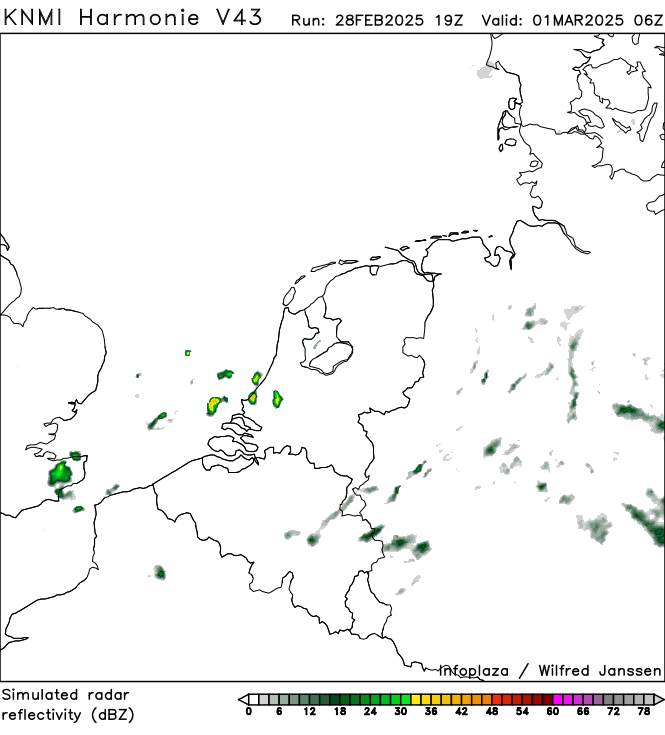 KNMI Harmonie V43 Run: 28FEB2025 19Z Valid: 01MAR2025 06Z
infoplaza / Wilfred Janssen
Simulated radar
reflectivity (dBZ)
0 6 12 18 24 30 36 42 48 54 60 66 72 78